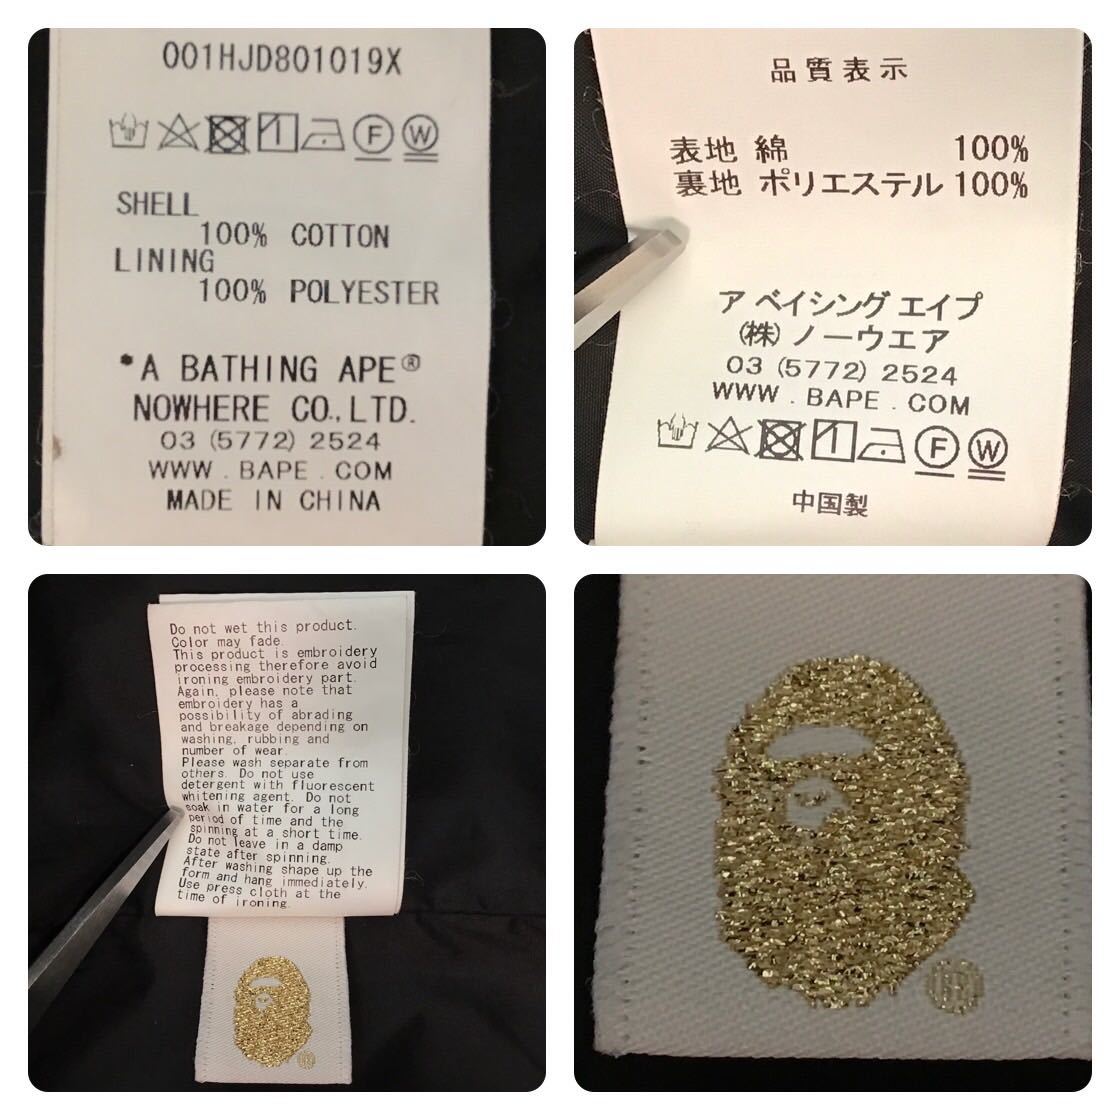 001HJD801019X
F W
SHELL
100% COTTON
LINING
100% POLYESTER
*A BATHING APE®
NOWHERE CO., LTD.
03 (5772) 2524
WWW . BAPE . COM
MADE IN CHINA
品質表示
表地 綿 100%
裏地 ポリエステル 100%
ア ベイシング エイプ
(株) ノーウエア
03 (5772) 2524
WWW . BAPE . COM
F W
中国製
Do not wet this product.
Color may fade.
This product is embroidery
processing therefore avoid
ironing embroidery part.
Again, please note that
embroidery has a
possibility of abrading
and breakage depending on
washing, rubbing and
number of wear.
Please wash separate from
others. Do not use
detergent with fluorescent
whitening agent. Do not
soak in water for a long
period of time and the
spinning at a short time.
Do not leave in a damp
state after spinning.
After washing shape up the
form and hang immediately.
Use press cloth at the
time of ironing.
®
®